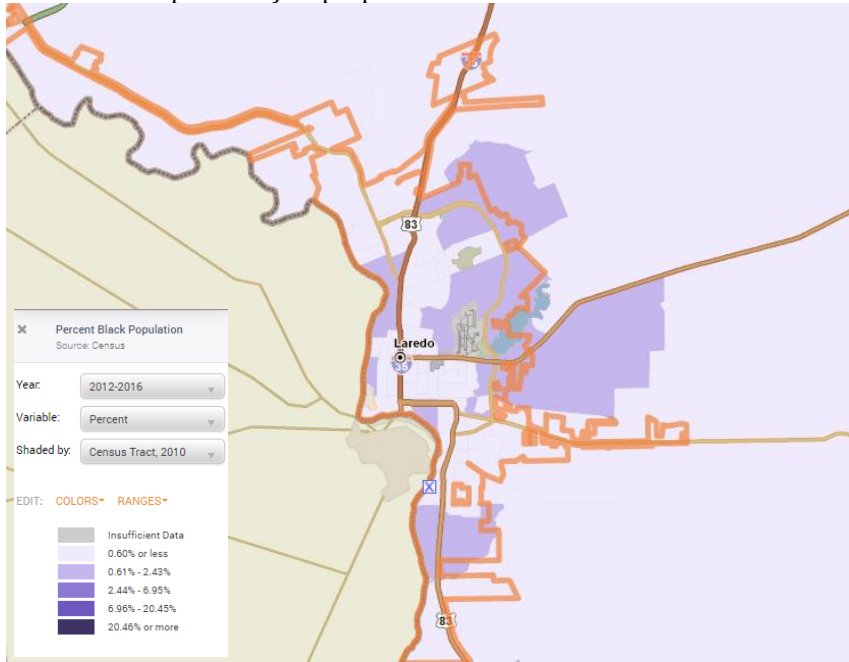 83
Laredo
35
83
X
Percent Black Population
Source: Census
Year: 2012-2016
Variable: Percent
Shaded by: Census Tract, 2010
EDIT: COLORS RANGES
Insufficient Data
0.60% or less
0.61% - 2.43%
2.44% - 6.95%
6.96% - 20.45%
20.46% or more